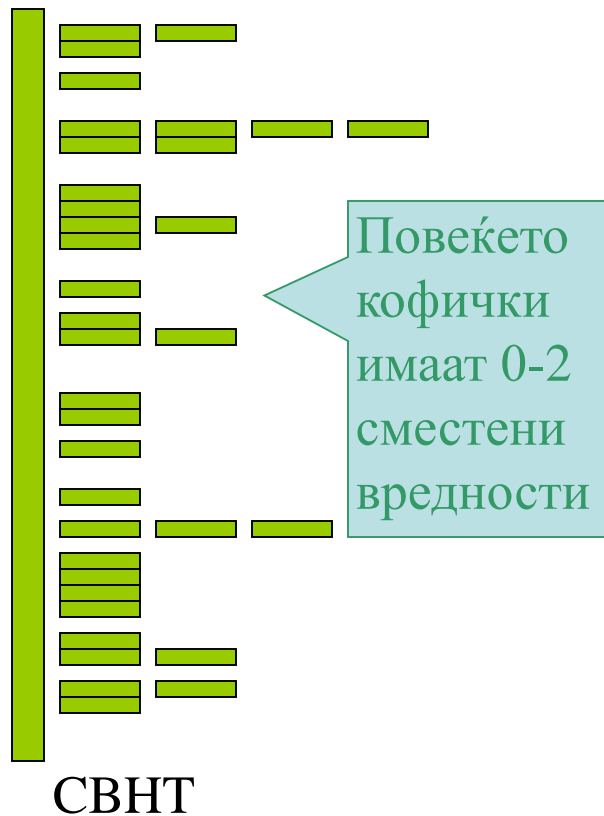 Повеќето
кофички
имаат 0-2
сместени
вредности
СВНТ